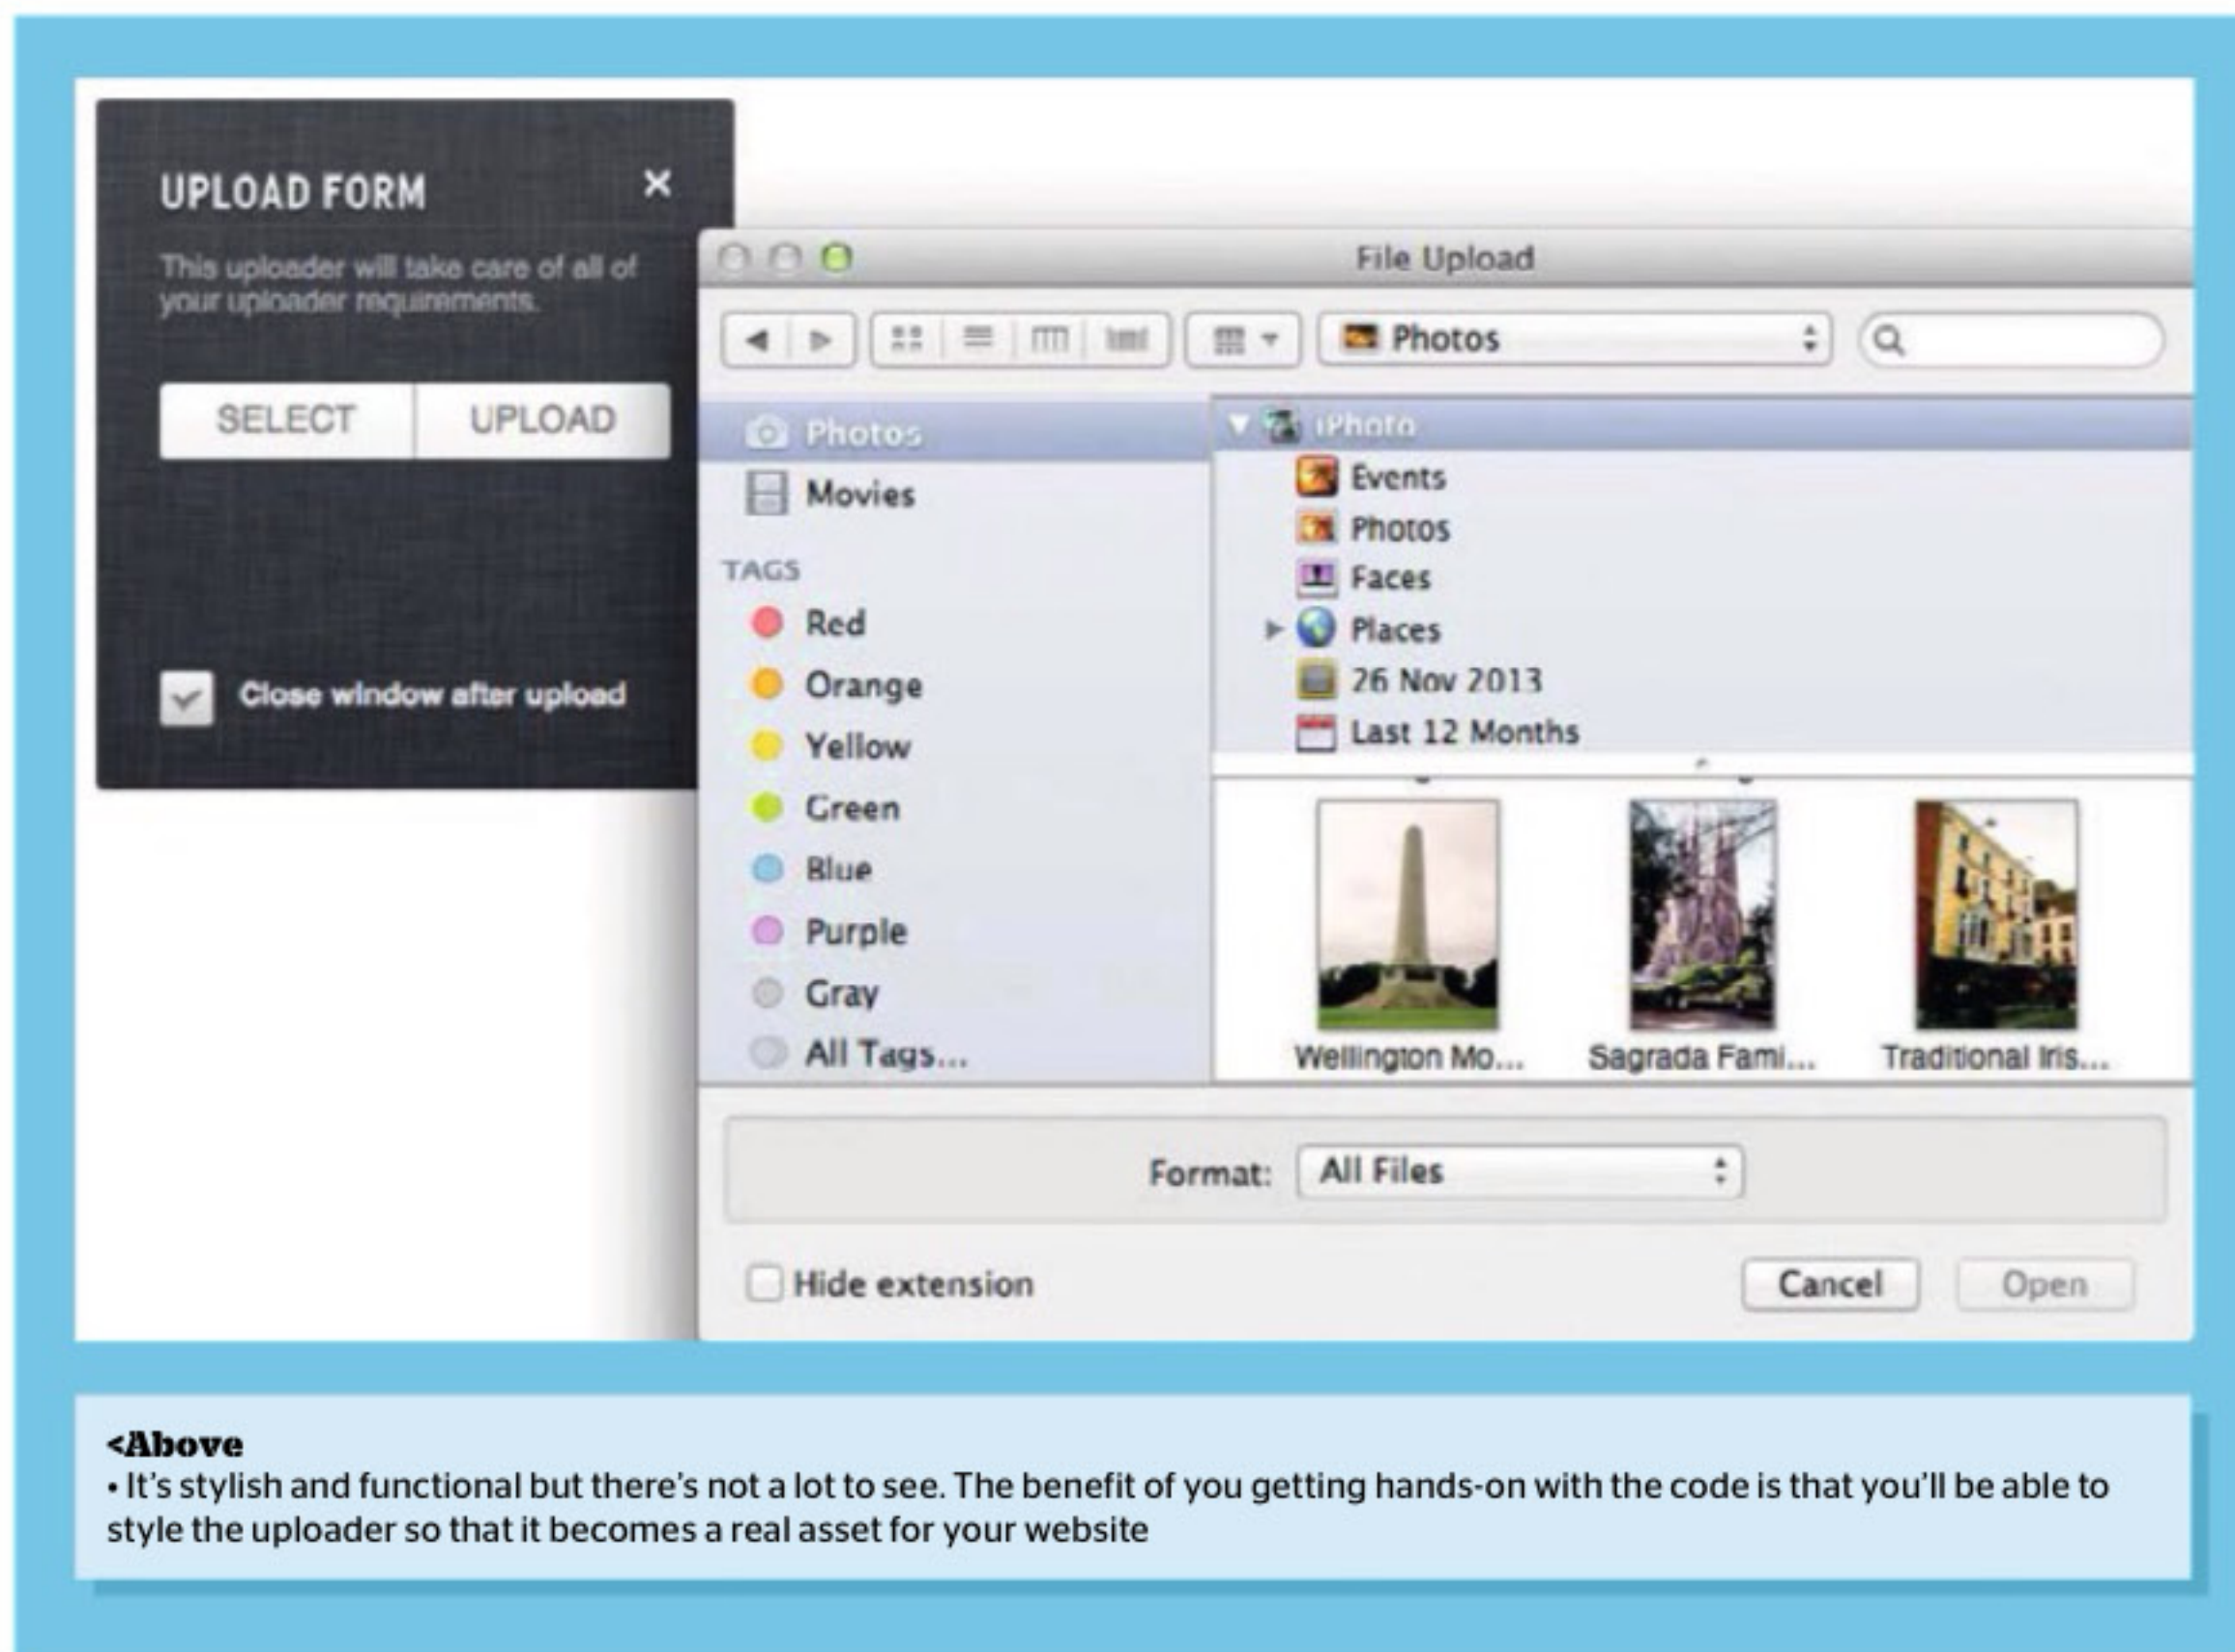 UPLOAD FORM
This uploader will take care of all of
your uploader requirements.
SELECT UPLOAD
Close window after upload
File Upload
Photos
Photos
Movies
TAGS
Red
Orange
Yellow
Green
Blue
Purple
Gray
All Tags...
iPhoto
Events
Photos
Faces
Places
26 Nov 2013
Last 12 Months
Wellington Mo... Sagrada Fami... Traditional Iris...
Format: All Files
Hide extension
Cancel Open
<Above
• It's stylish and functional but there's not a lot to see. The benefit of you getting hands-on with the code is that you'll be able to
style the uploader so that it becomes a real asset for your website